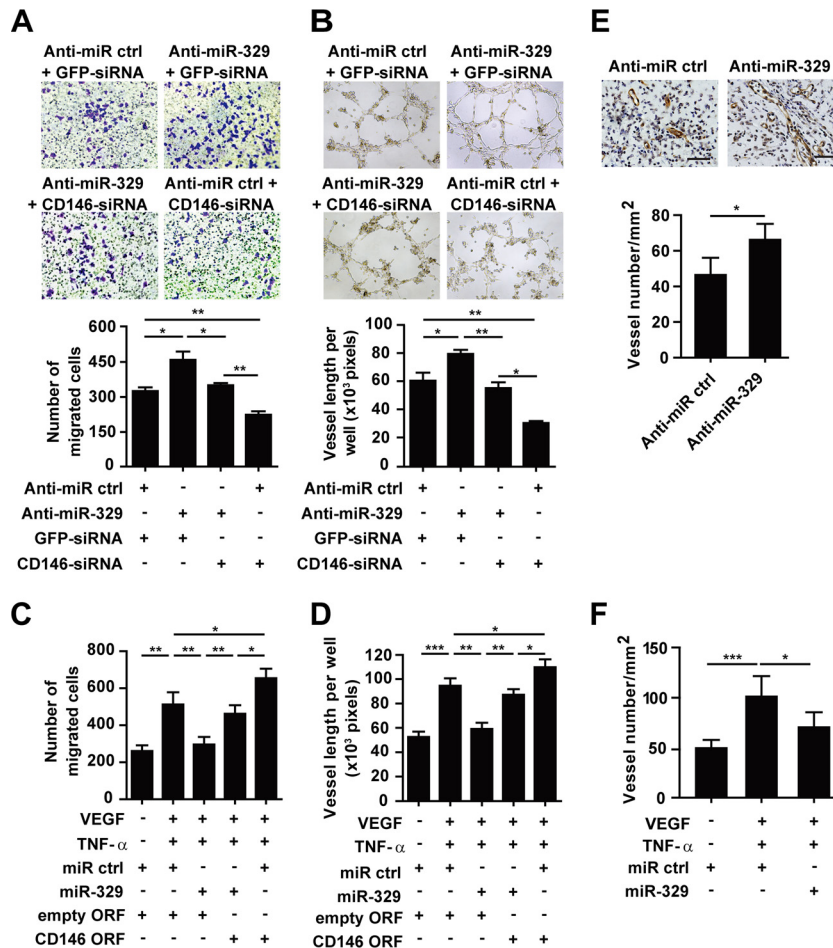 A
Anti-miR ctrl + GFP-siRNA
Anti-miR-329 + GFP-siRNA
Anti-miR-329 + CD146-siRNA
Anti-miR ctrl + CD146-siRNA
** 
* * 
**
Number of migrated cells
600
450
300
150
0
Anti-miR ctrl + - - +
Anti-miR-329 - + + -
GFP-siRNA + + - -
CD146-siRNA - - + +
B
Anti-miR ctrl + GFP-siRNA
Anti-miR-329 + GFP-siRNA
Anti-miR-329 + CD146-siRNA
Anti-miR ctrl + CD146-siRNA
**
* **
*
Vessel length per well (x10³ pixels)
100
80
60
40
20
0
Anti-miR ctrl + - - +
Anti-miR-329 - + + -
GFP-siRNA + + - -
CD146-siRNA - - + +
E
Anti-miR ctrl
Anti-miR-329
*
Vessel number/mm²
80
60
40
20
0
Anti-miR ctrl
Anti-miR-329
C
*
** ** ** *
Number of migrated cells
800
600
400
200
0
VEGF - + + + +
TNF-α - + + + +
miR ctrl + + - - +
miR-329 - - + + -
empty ORF + + + - -
CD146 ORF - - - + +
D
*
*** ** ** *
Vessel length per well (x10³ pixels)
120
100
80
60
40
20
0
VEGF - + + + +
TNF-α - + + + +
miR ctrl + + - - +
miR-329 - - + + -
empty ORF + + + - -
CD146 ORF - - - + +
F
*** *
Vessel number/mm²
150
100
50
0
VEGF - + +
TNF-α - + +
miR ctrl + + -
miR-329 - - +